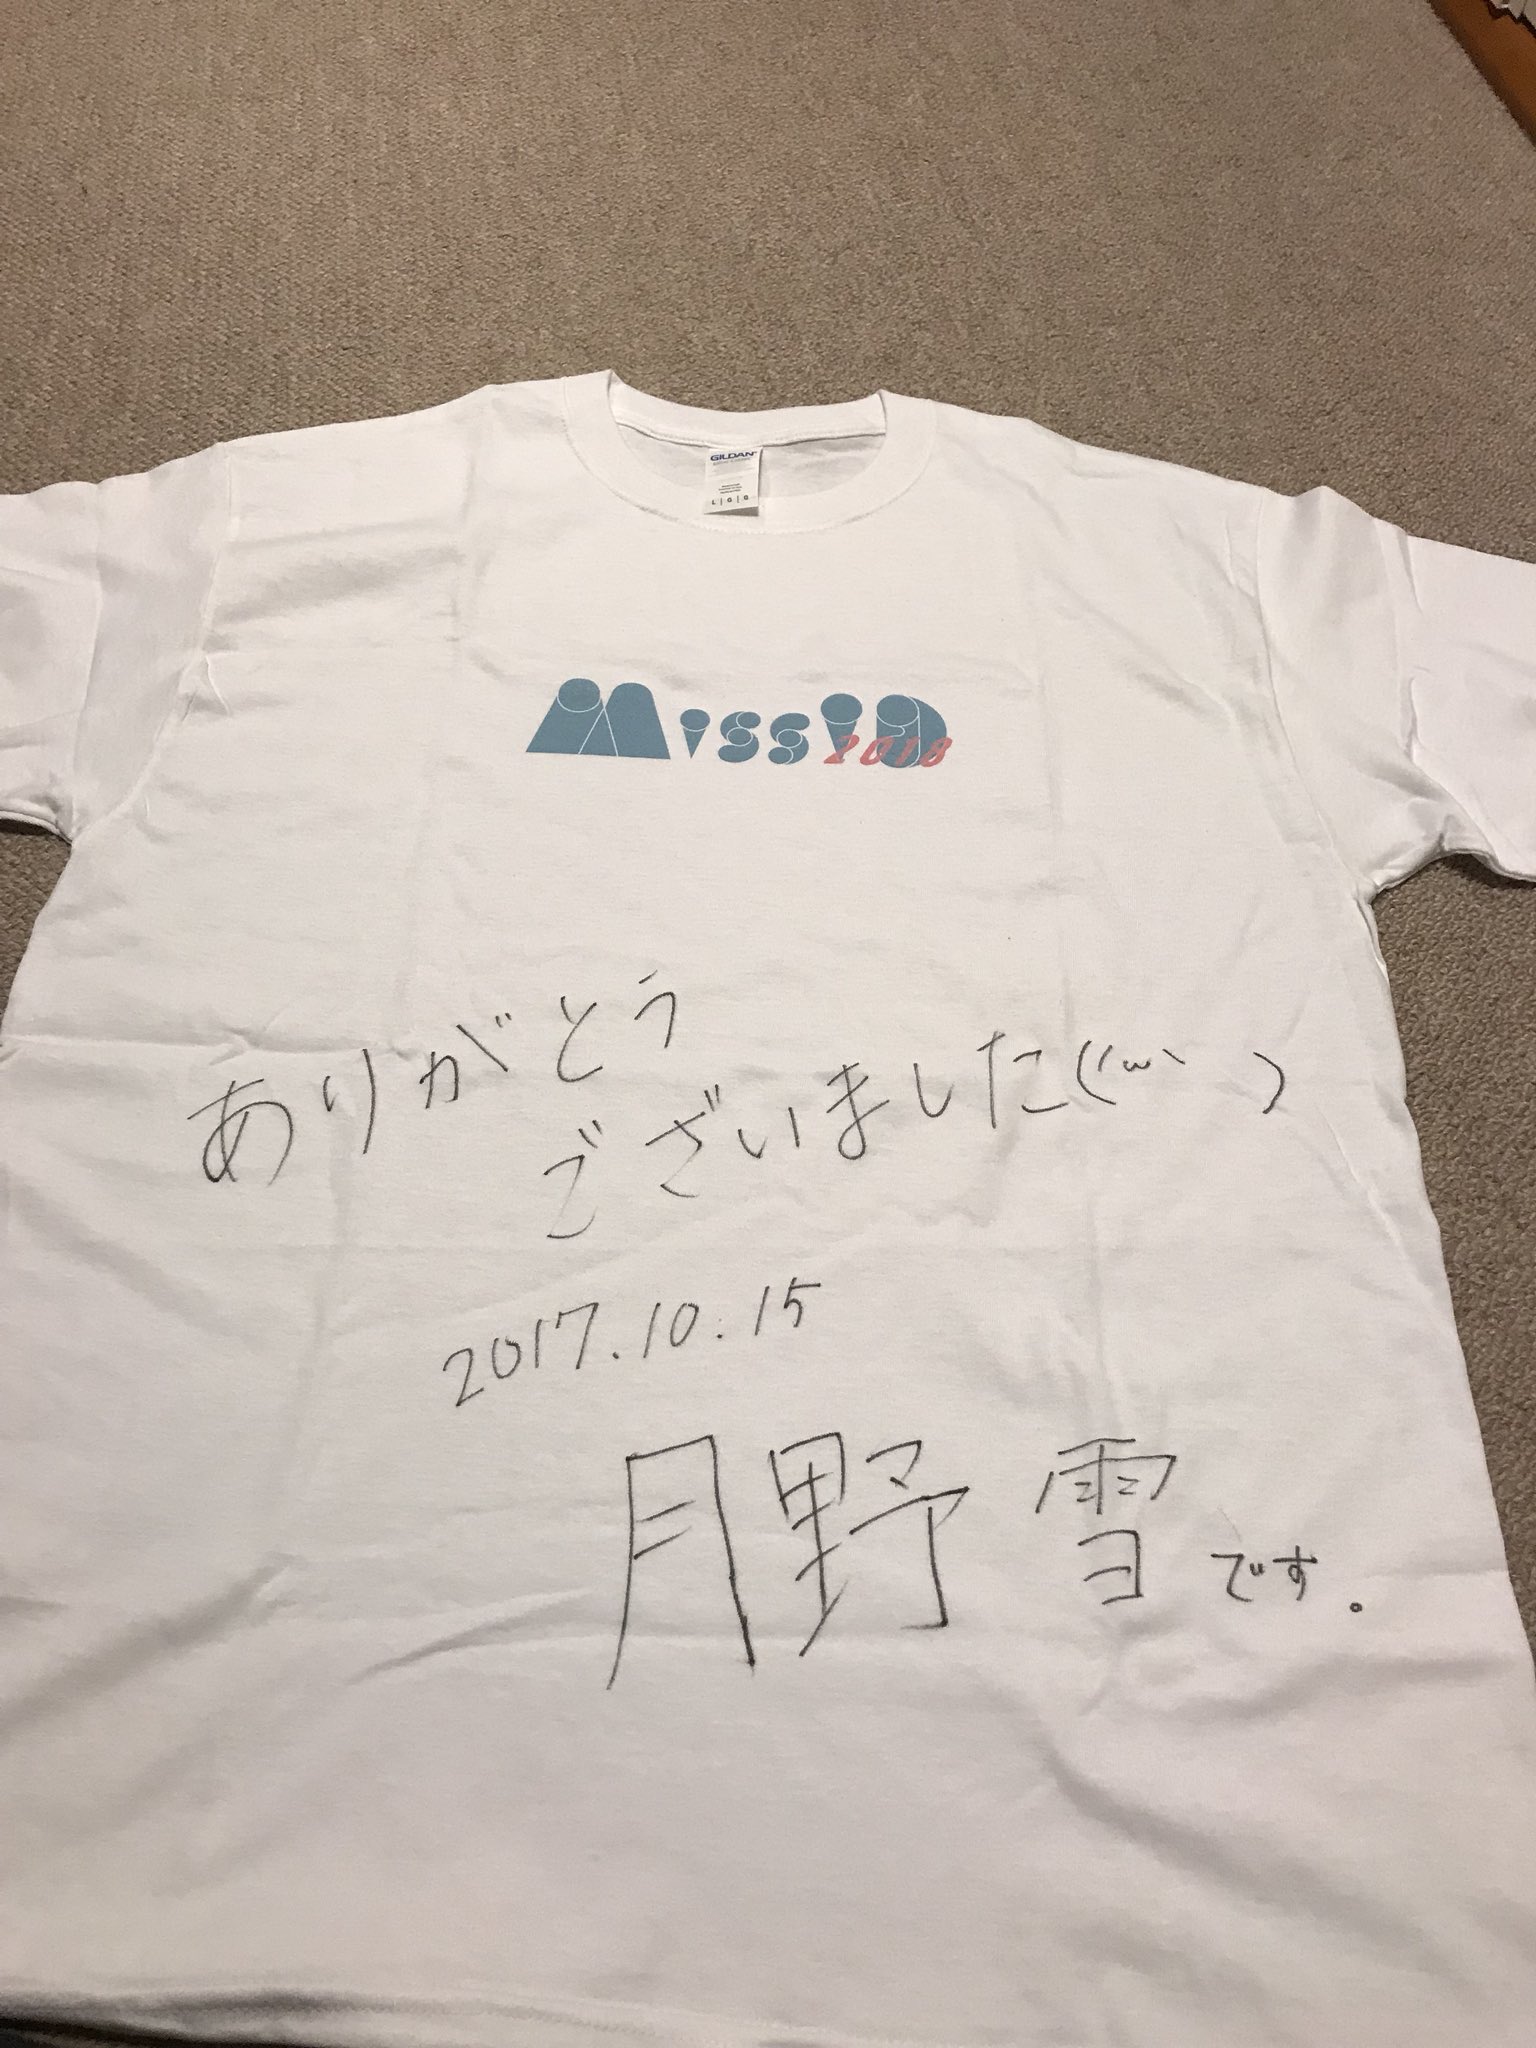 GILDAN
L | G | G
MissiD
2018
ありがとう
ございました(´ω｀ )
2017.10.15
月野 雪です。